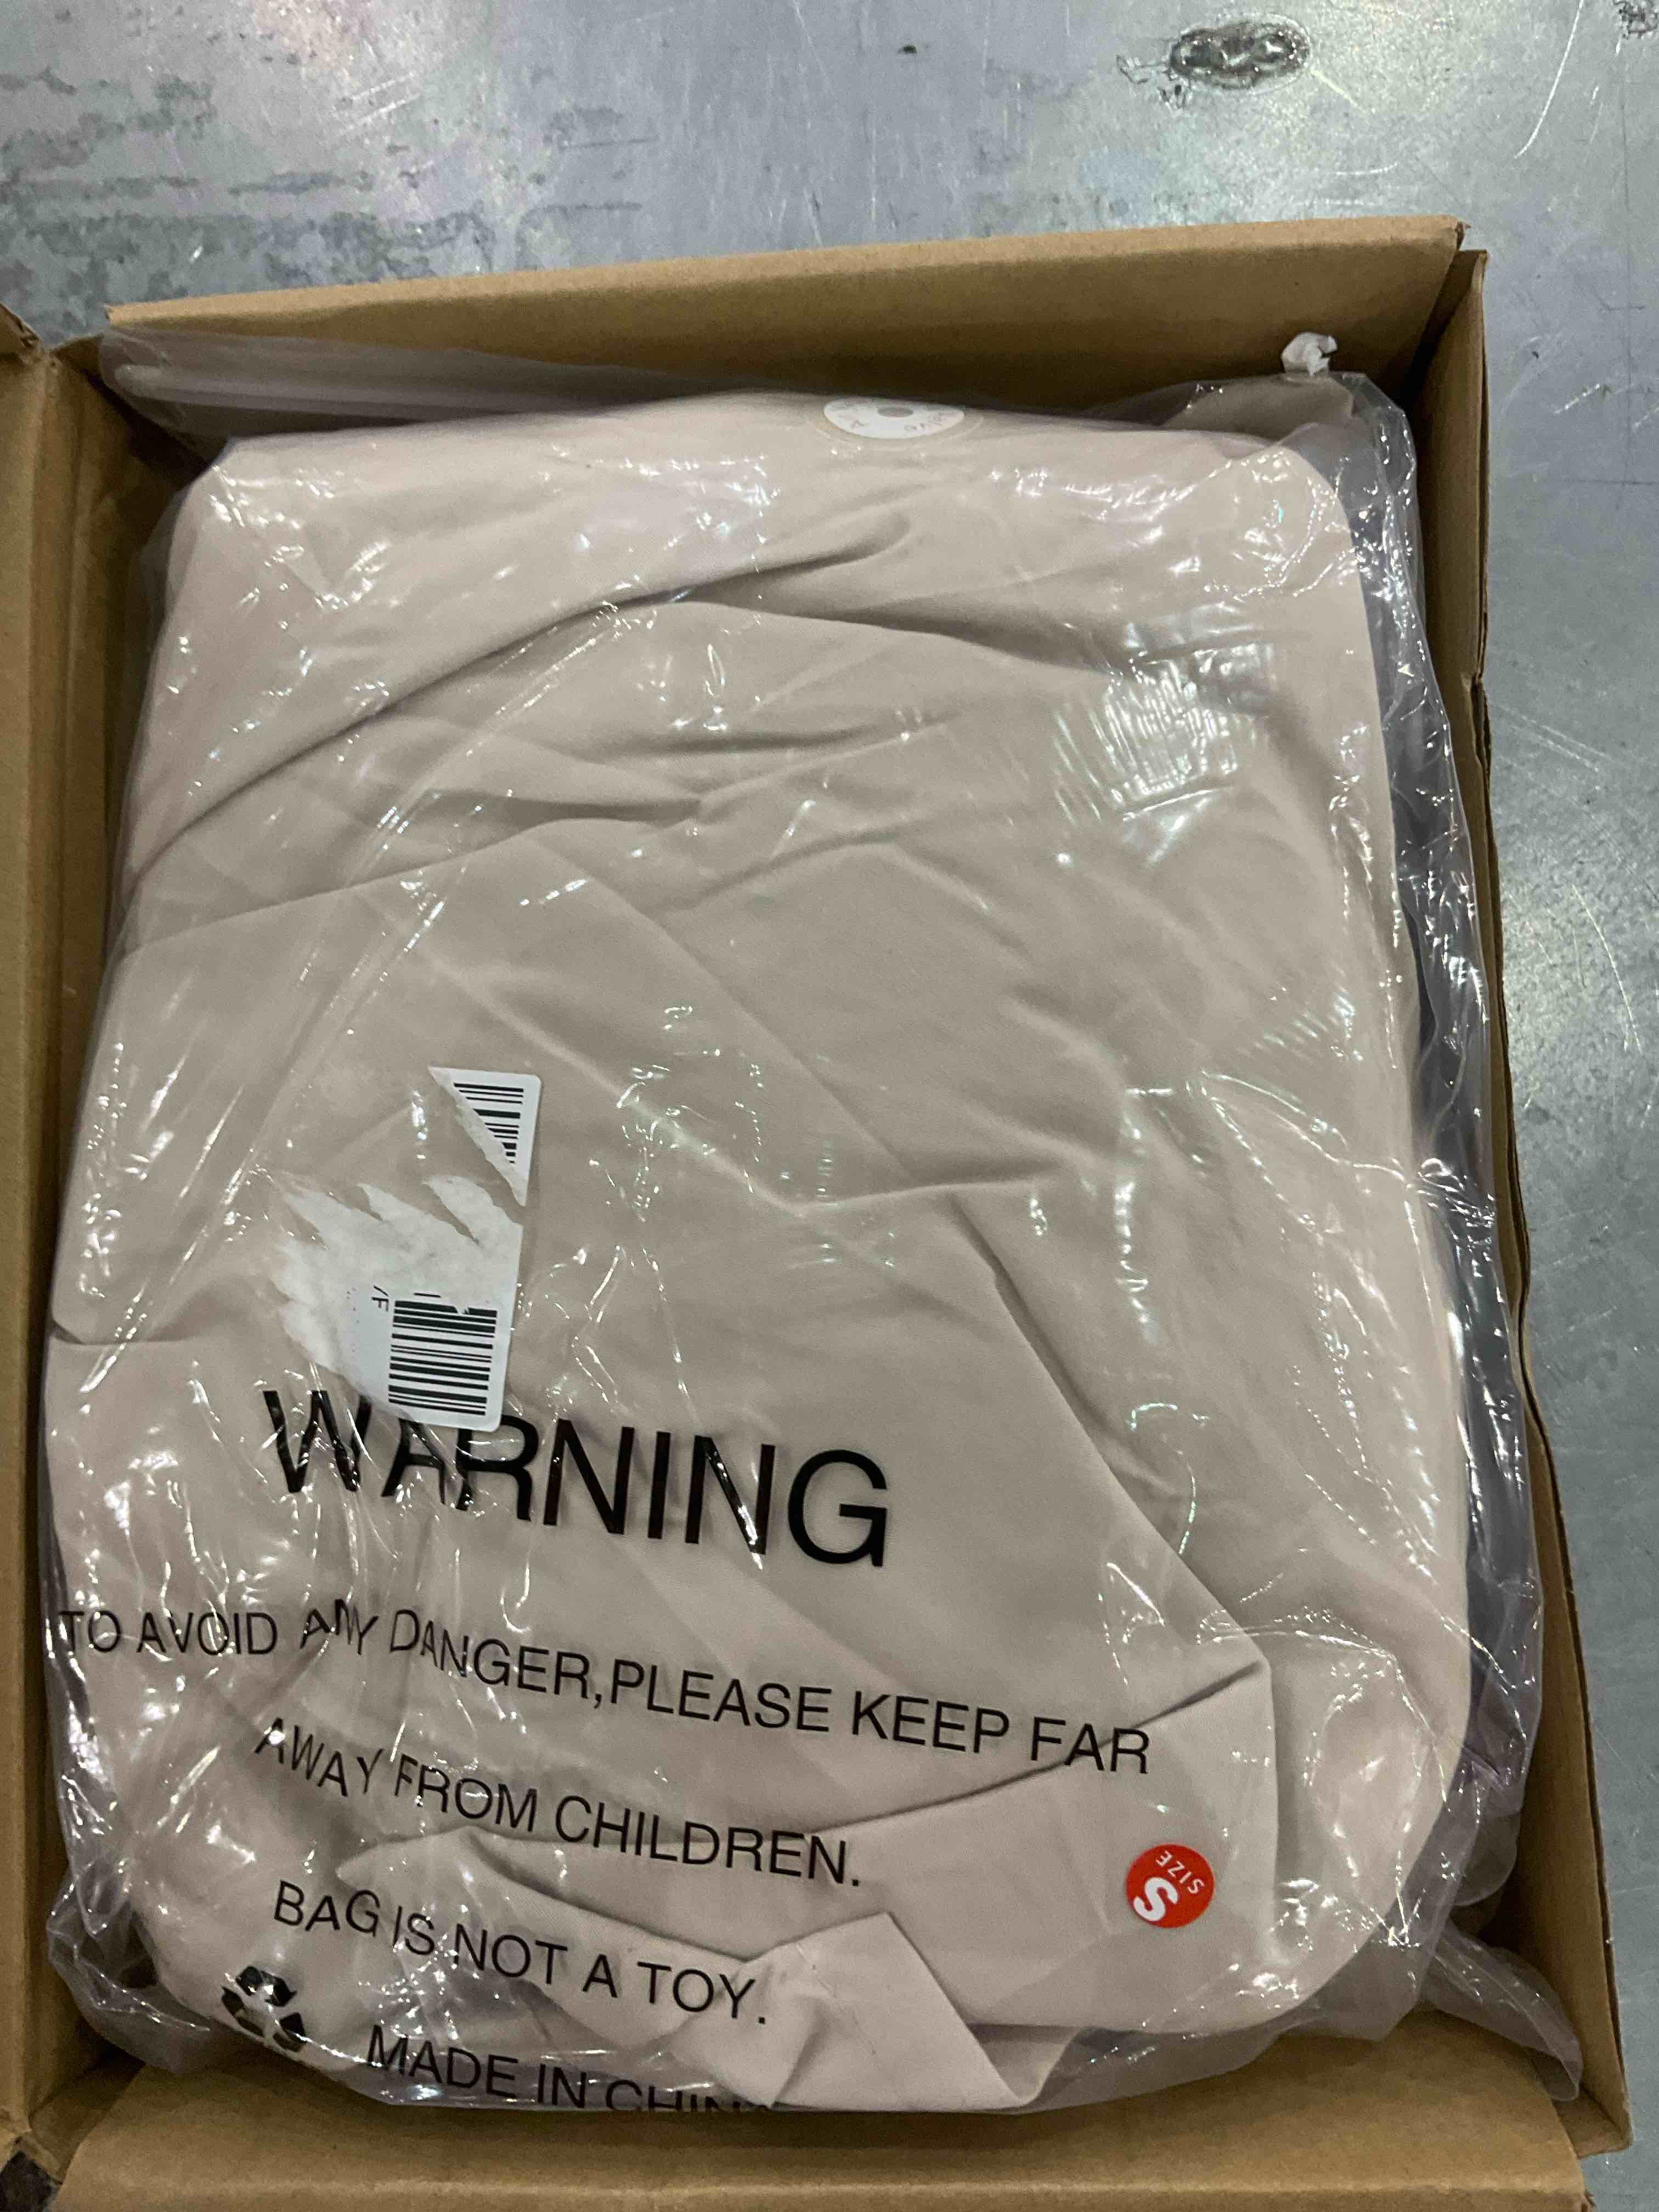 /F
WARNING
TO AVOID ANY DANGER,PLEASE KEEP FAR
AWAY FROM CHILDREN.
BAG IS NOT A TOY.
MADE IN CHIN
SIZE
S